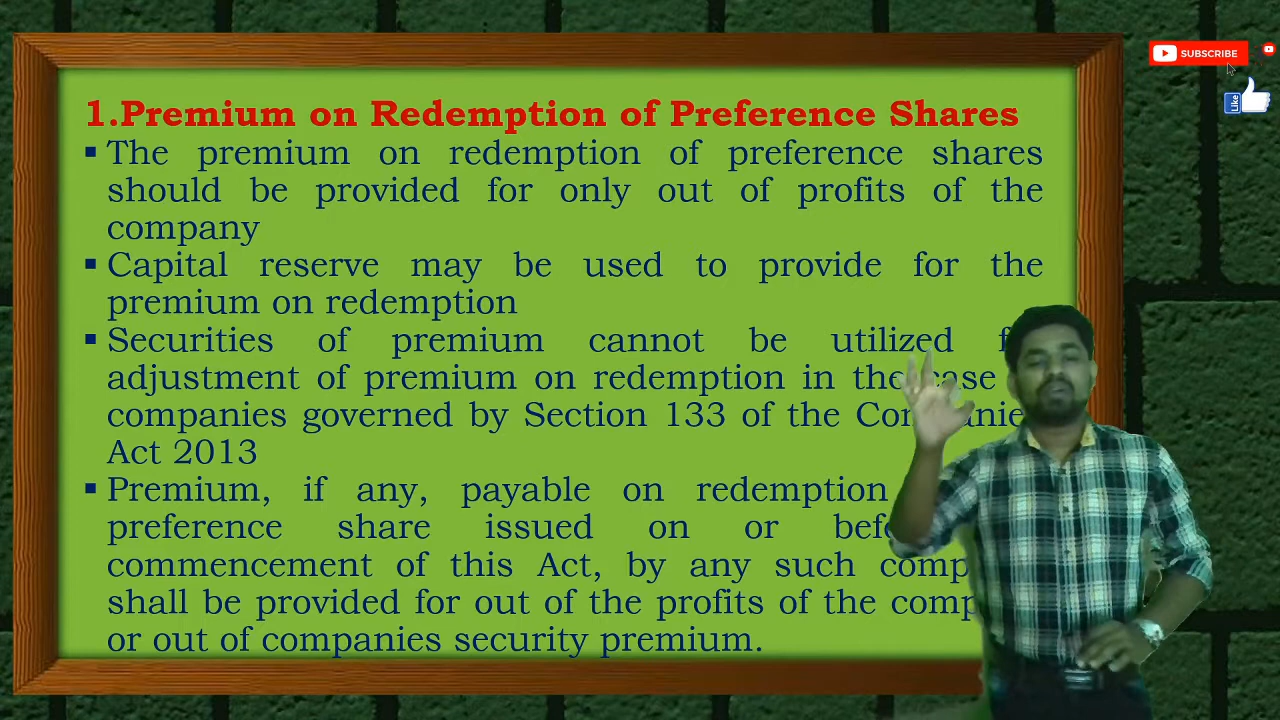 SUBSCRIBE
Like
1.Premium on Redemption of Preference Shares
▪ The premium on redemption of preference shares
should be provided for only out of profits of the
company
▪ Capital reserve may be used to provide for the
premium on redemption
▪ Securities of premium cannot be utilized
adjustment of premium on redemption in the case
companies governed by Section 133 of the Companies
Act 2013
▪ Premium, if any, payable on redemption
preference share issued on or
commencement of this Act, by any such
shall be provided for out of the profits of the
or out of companies security premium.